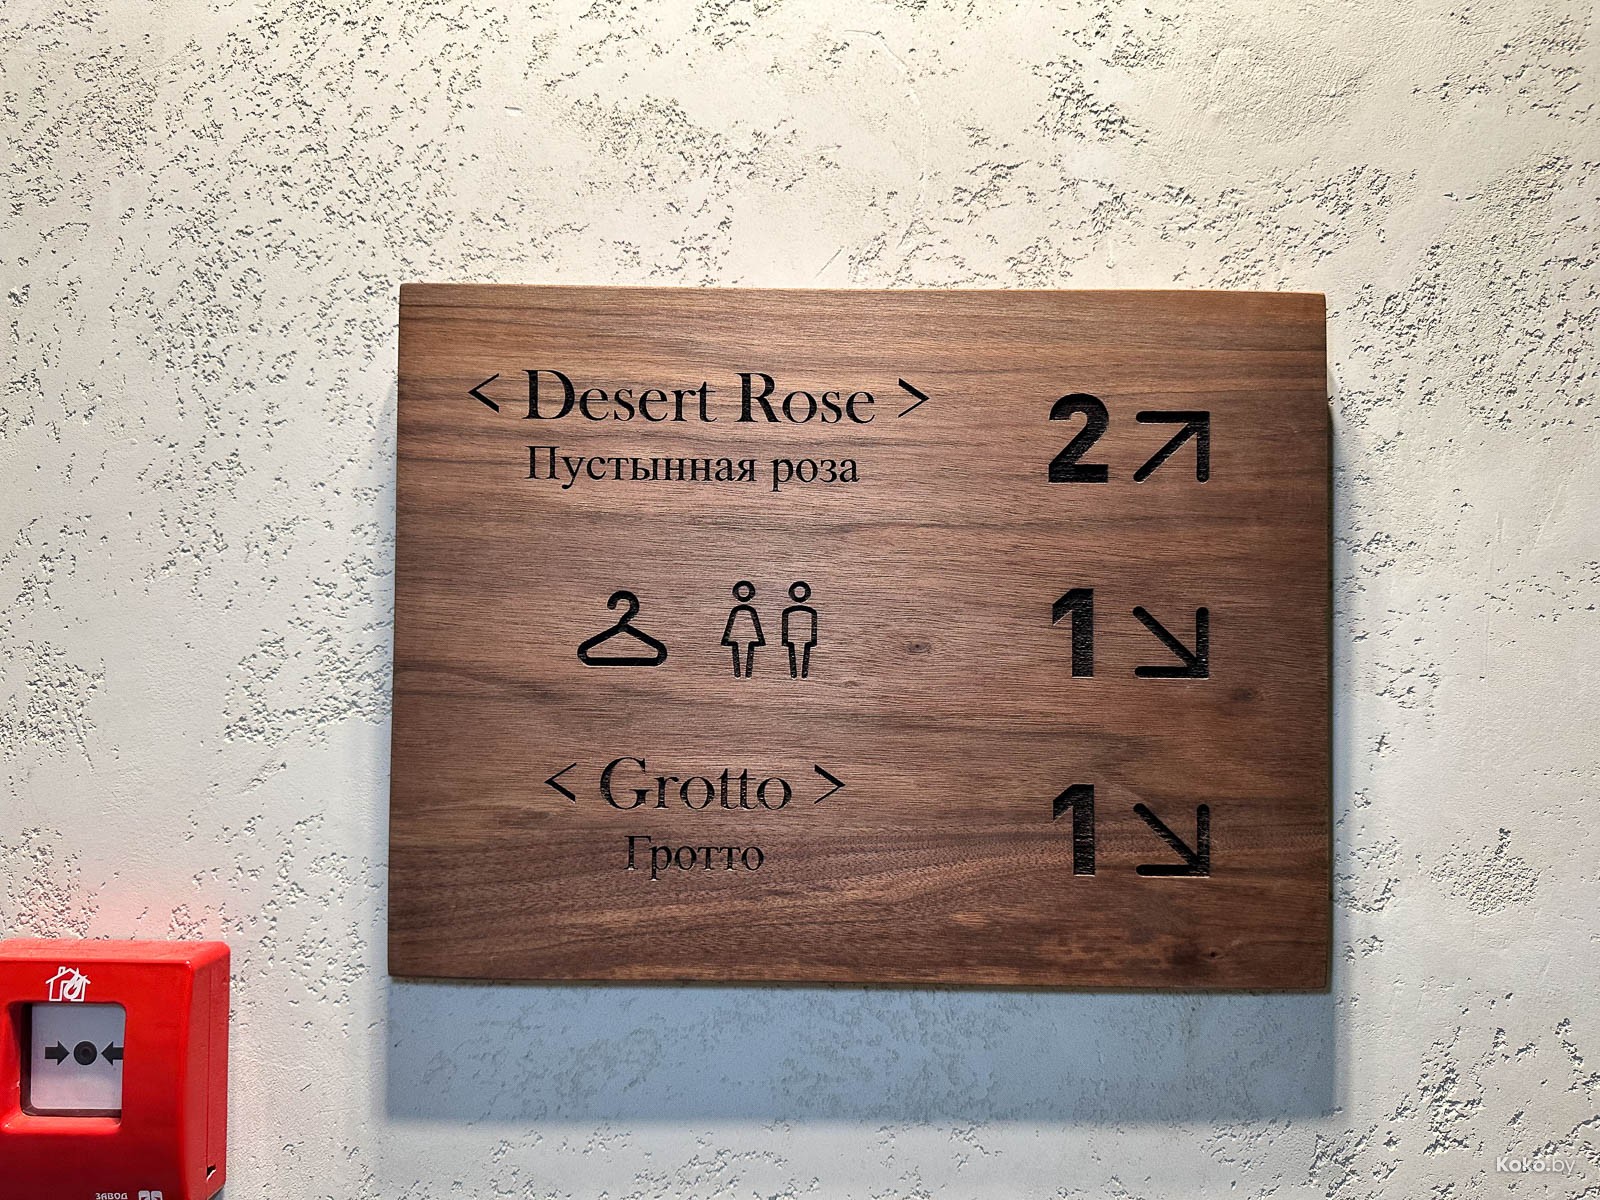 < Desert Rose > 2
Пустынная роза
1
< Grotto > 1
Гротто
ЗАВОД
Koko.by